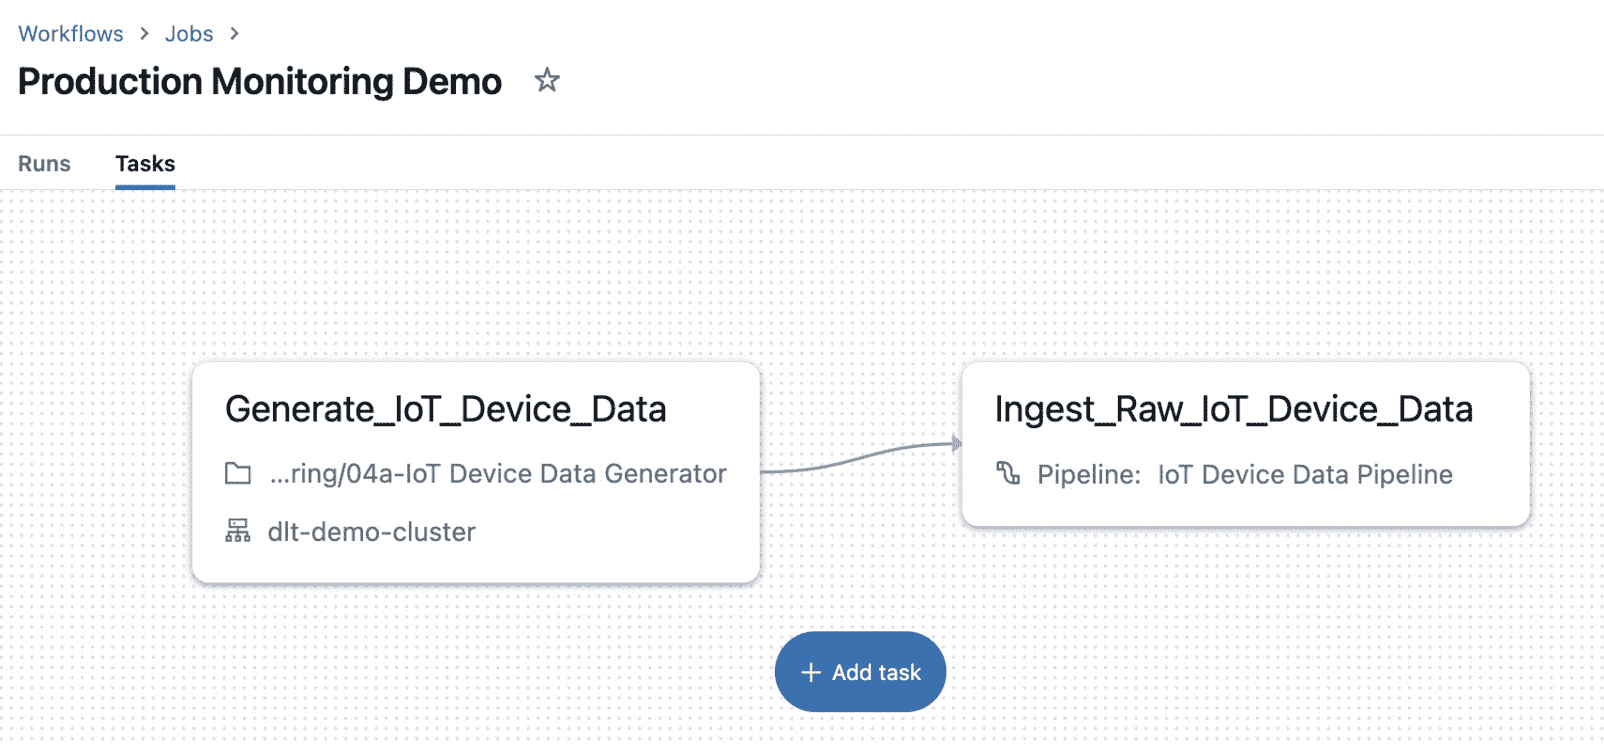 Workflows > Jobs >
Production Monitoring Demo
Runs Tasks
Generate_IoT_Device_Data
...ring/04a-IoT Device Data Generator
dlt-demo-cluster
Ingest_Raw_IoT_Device_Data
Pipeline: IoT Device Data Pipeline
+ Add task